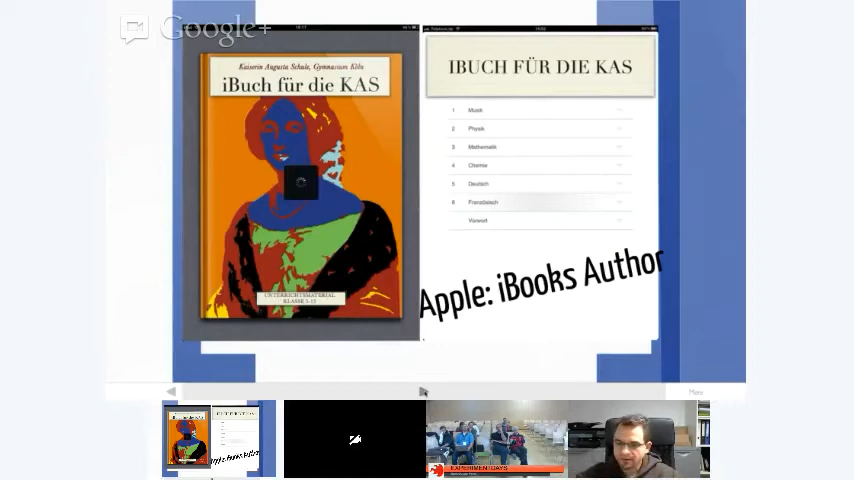 Google+
Kaiserin Augusta Schule, Gymnasium Köln
iBuch für die KAS
UNTERRICHTSMATERIAL
KLASSE 5-13
IBUCH FÜR DIE KAS
1 Musik
2 Physik
3 Mathematik
4 Chemie
5 Deutsch
6 Französisch
Vorwort
Apple: iBooks Author
More
EXPERIMENTDAYS